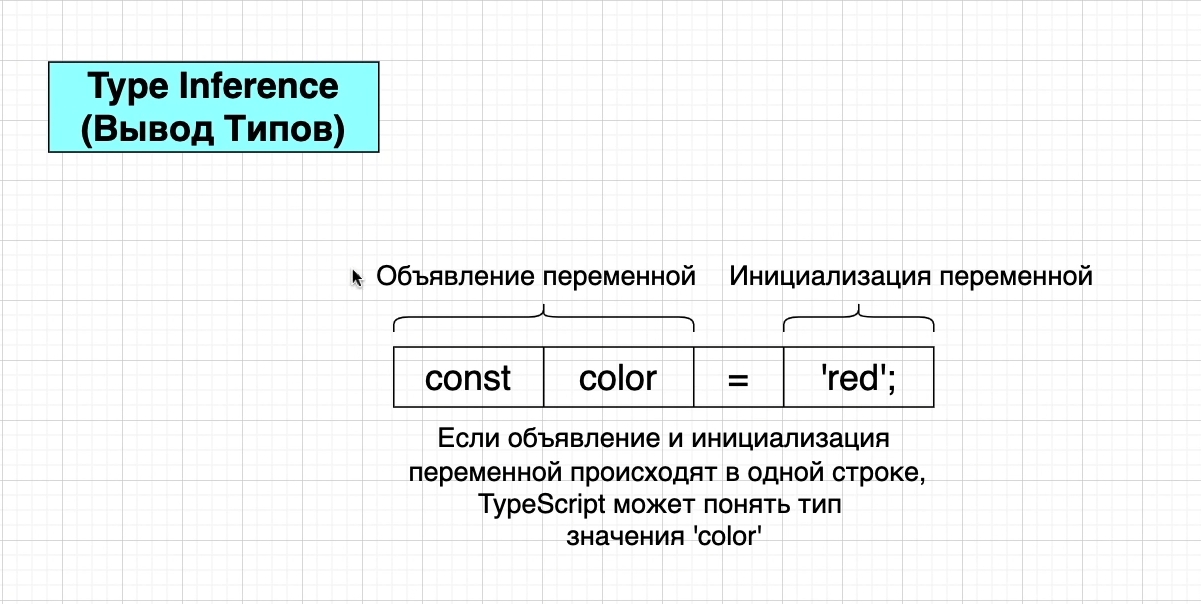 Type Inference
(Вывод Типов)
Объявление переменной Инициализация переменной
const color = 'red';
Если объявление и инициализация
переменной происходят в одной строке,
TypeScript может понять тип
значения 'color'